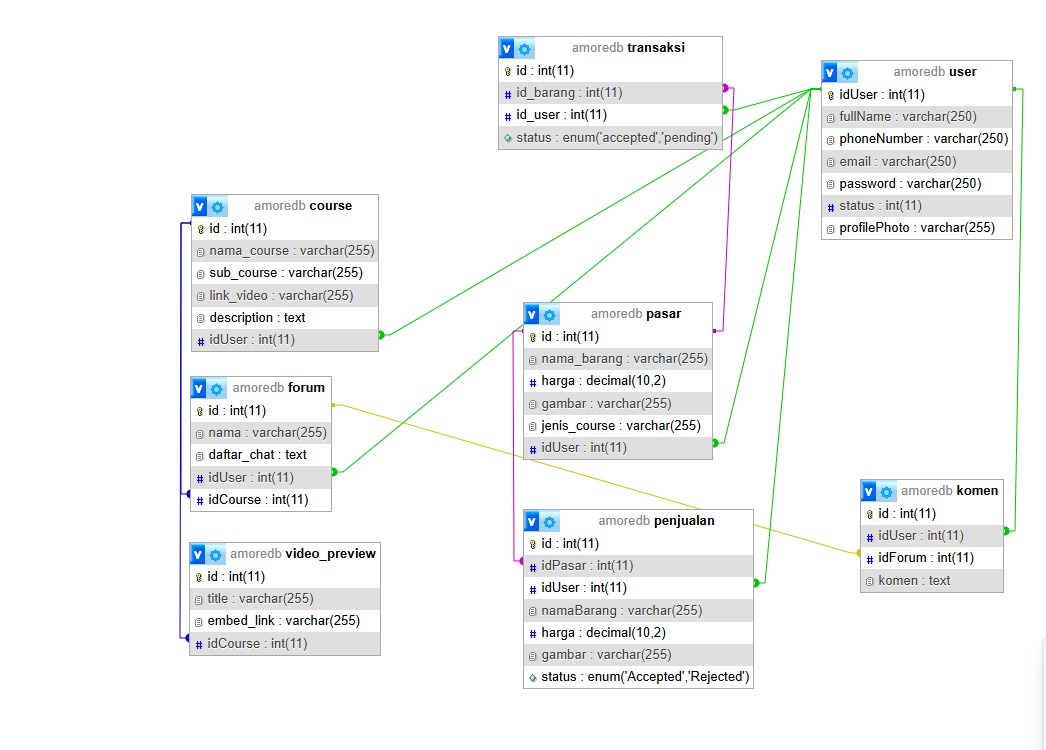 amoredb transaksi
id : int(11)
id_barang : int(11)
id_user : int(11)
status : enum('accepted','pending')
amoredb user
idUser : int(11)
fullName : varchar(250)
phoneNumber : varchar(250)
email : varchar(250)
password : varchar(250)
status : int(11)
profilePhoto : varchar(255)
amoredb course
id : int(11)
nama_course : varchar(255)
sub_course : varchar(255)
link_video : varchar(255)
description : text
idUser : int(11)
amoredb pasar
id : int(11)
nama_barang : varchar(255)
harga : decimal(10,2)
gambar : varchar(255)
jenis_course : varchar(255)
idUser : int(11)
amoredb forum
id : int(11)
nama : varchar(255)
daftar_chat : text
idUser : int(11)
idCourse : int(11)
amoredb komen
id : int(11)
idUser : int(11)
idForum : int(11)
komen : text
amoredb penjualan
id : int(11)
idPasar : int(11)
idUser : int(11)
namaBarang : varchar(255)
harga : decimal(10,2)
gambar : varchar(255)
status : enum('Accepted','Rejected')
amoredb video_preview
id : int(11)
title : varchar(255)
embed_link : varchar(255)
idCourse : int(11)